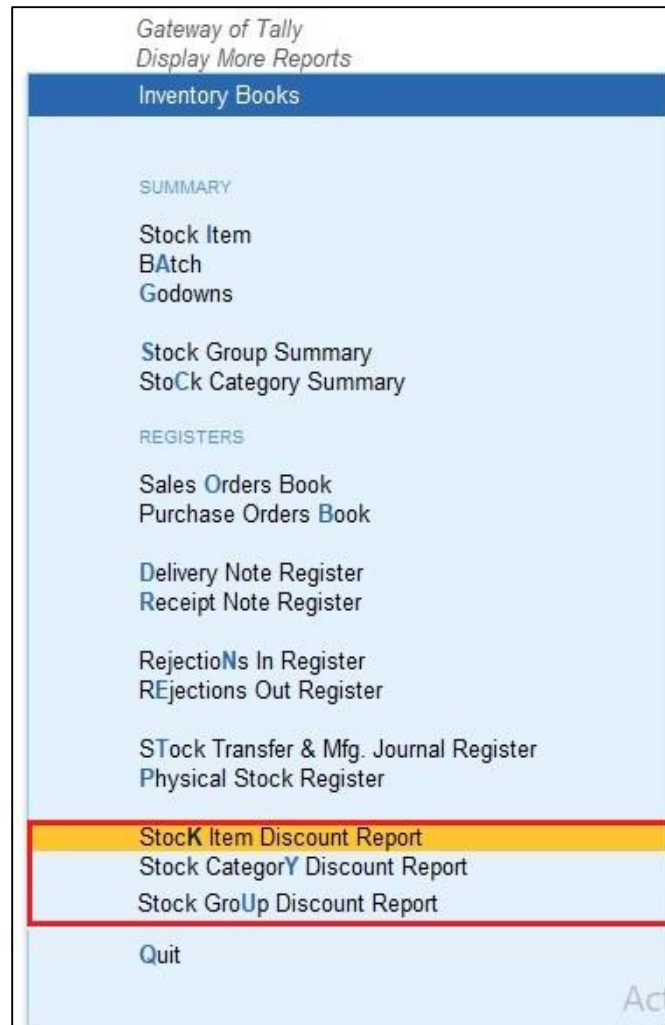 Gateway of Tally
Display More Reports
Inventory Books
SUMMARY
Stock Item
BAtch
Godowns
Stock Group Summary
StoCk Category Summary
REGISTERS
Sales Orders Book
Purchase Orders Book
Delivery Note Register
Receipt Note Register
RejectioNs In Register
REjections Out Register
STock Transfer & Mfg. Journal Register
Physical Stock Register
StocK Item Discount Report
Stock CategorY Discount Report
Stock GroUp Discount Report
Quit
Act